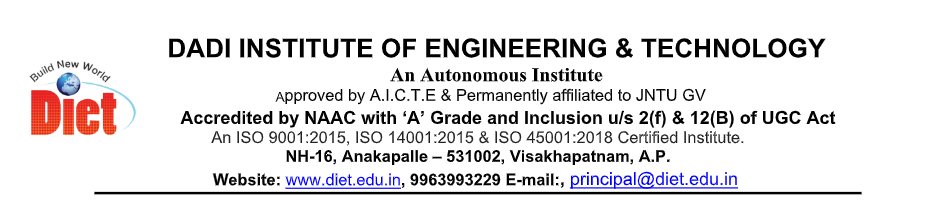 DADI INSTITUTE OF ENGINEERING & TECHNOLOGY
An Autonomous Institute
Approved by A.I.C.T.E & Permanently affiliated to JNTU GV
Accredited by NAAC with ‘A’ Grade and Inclusion u/s 2(f) & 12(B) of UGC Act
An ISO 9001:2015, ISO 14001:2015 & ISO 45001:2018 Certified Institute.
NH-16, Anakapalle – 531002, Visakhapatnam, A.P.
Website: www.diet.edu.in, 9963993229 E-mail:, principal@diet.edu.in
Build New World
Diet